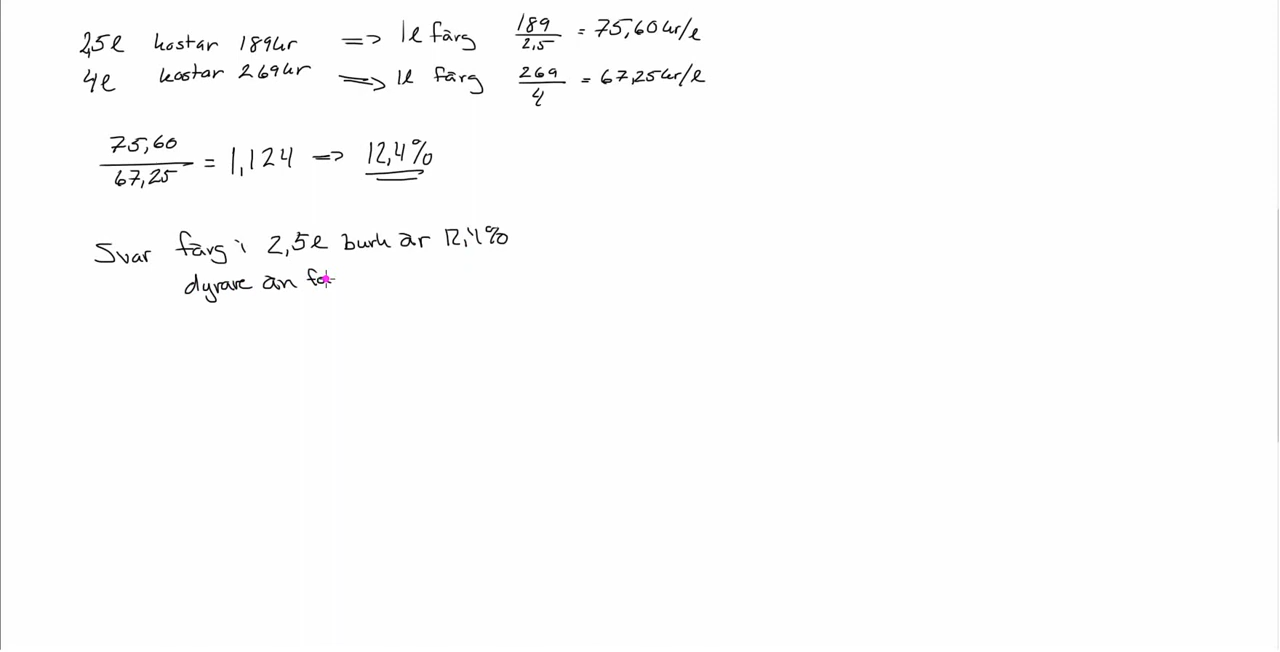 2,5l kostar 189kr => 1l färg 189/2,5 = 75,60kr/l
4l kostar 269kr => 1l färg 269/4 = 67,25kr/l
75,60/67,25 = 1,124 => 12,4%
Svar färg i 2,5l burk är 12,4%
dyrare än fä